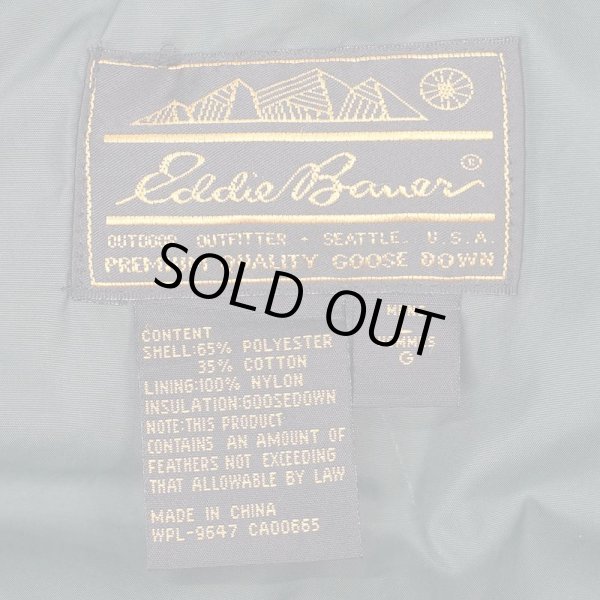 Eddie Bauer ®
OUTDOOR OUTFITTER - SEATTLE, U.S.A.
PREMIUM QUALITY GOOSE DOWN
SOLD OUT
CONTENT
SHELL:65% POLYESTER
35% COTTON
LINING:100% NYLON
INSULATION:GOOSEDOWN
NOTE:THIS PRODUCT
CONTAINS AN AMOUNT OF
FEATHERS NOT EXCEEDING
THAT ALLOWABLE BY LAW
MADE IN CHINA
WPL-9647 CA00665
MENS
L
G